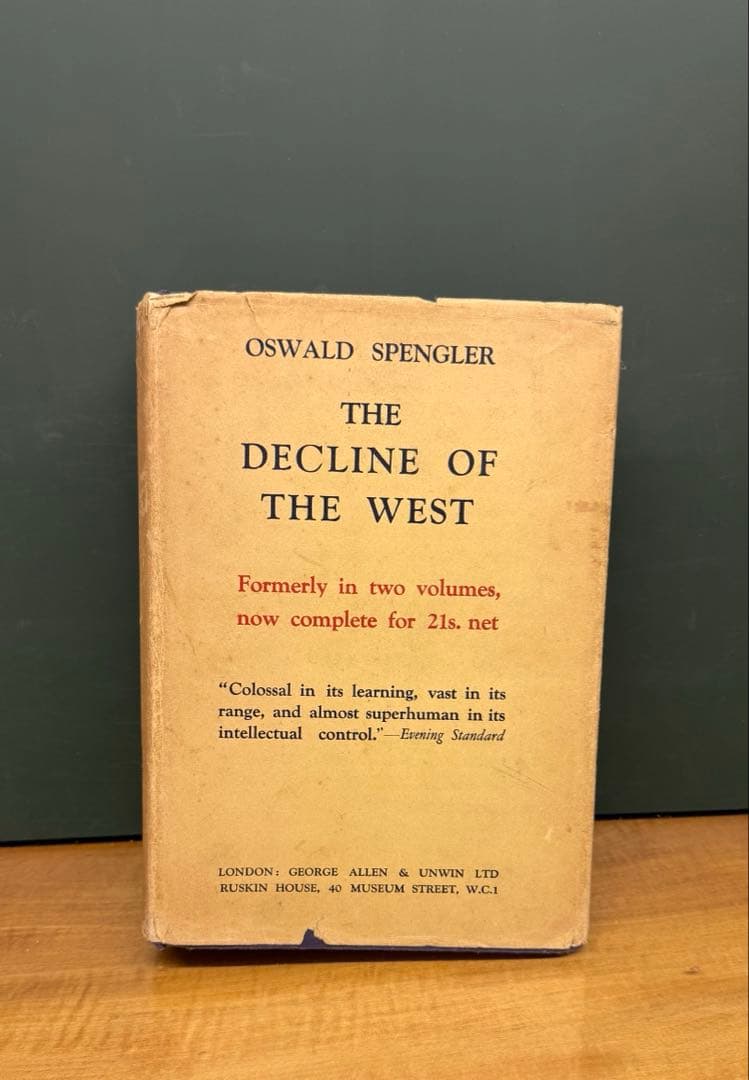 OSWALD SPENGLER
THE
DECLINE OF
THE WEST
Formerly in two volumes,
now complete for 21s. net
“Colossal in its learning, vast in its
range, and almost superhuman in its
intellectual control.”—Evening Standard
LONDON: GEORGE ALLEN & UNWIN LTD
RUSKIN HOUSE, 40 MUSEUM STREET, W.C.1